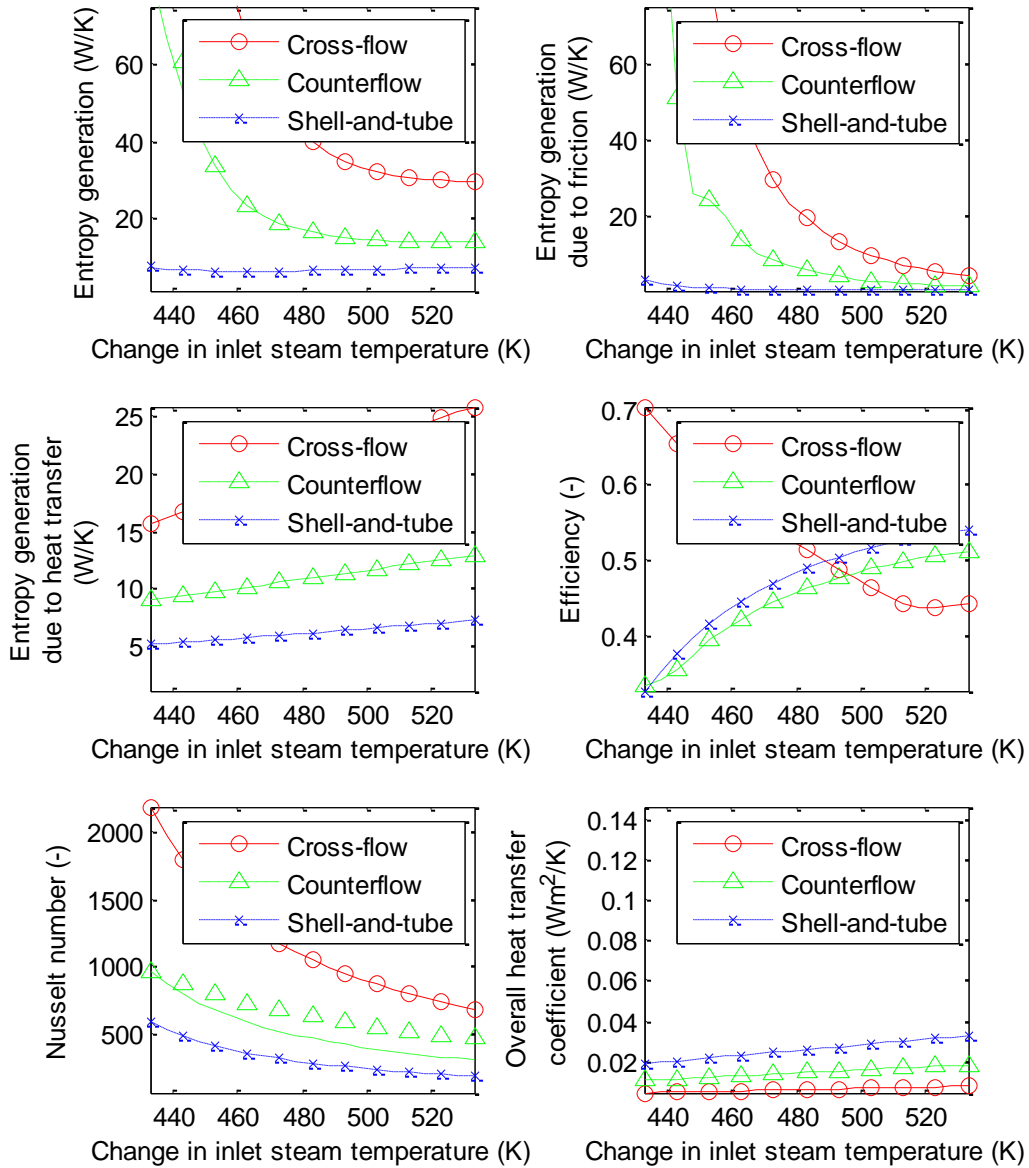 Entropy generation (W/K)
60
40
20
Cross-flow
Counterflow
Shell-and-tube
440 460 480 500 520
Change in inlet steam temperature (K)
Entropy generation
due to friction (W/K)
60
40
20
Cross-flow
Counterflow
Shell-and-tube
440 460 480 500 520
Change in inlet steam temperature (K)
Entropy generation
due to heat transfer
(W/K)
25
20
15
10
5
Cross-flow
Counterflow
Shell-and-tube
440 460 480 500 520
Change in inlet steam temperature (K)
Efficiency (-)
0.7
0.6
0.5
0.4
Cross-flow
Counterflow
Shell-and-tube
440 460 480 500 520
Change in inlet steam temperature (K)
Nusselt number (-)
2000
1500
1000
500
Cross-flow
Counterflow
Shell-and-tube
440 460 480 500 520
Change in inlet steam temperature (K)
Overall heat transfer
coefficient (Wm²/K)
0.14
0.12
0.1
0.08
0.06
0.04
0.02
Cross-flow
Counterflow
Shell-and-tube
440 460 480 500 520
Change in inlet steam temperature (K)